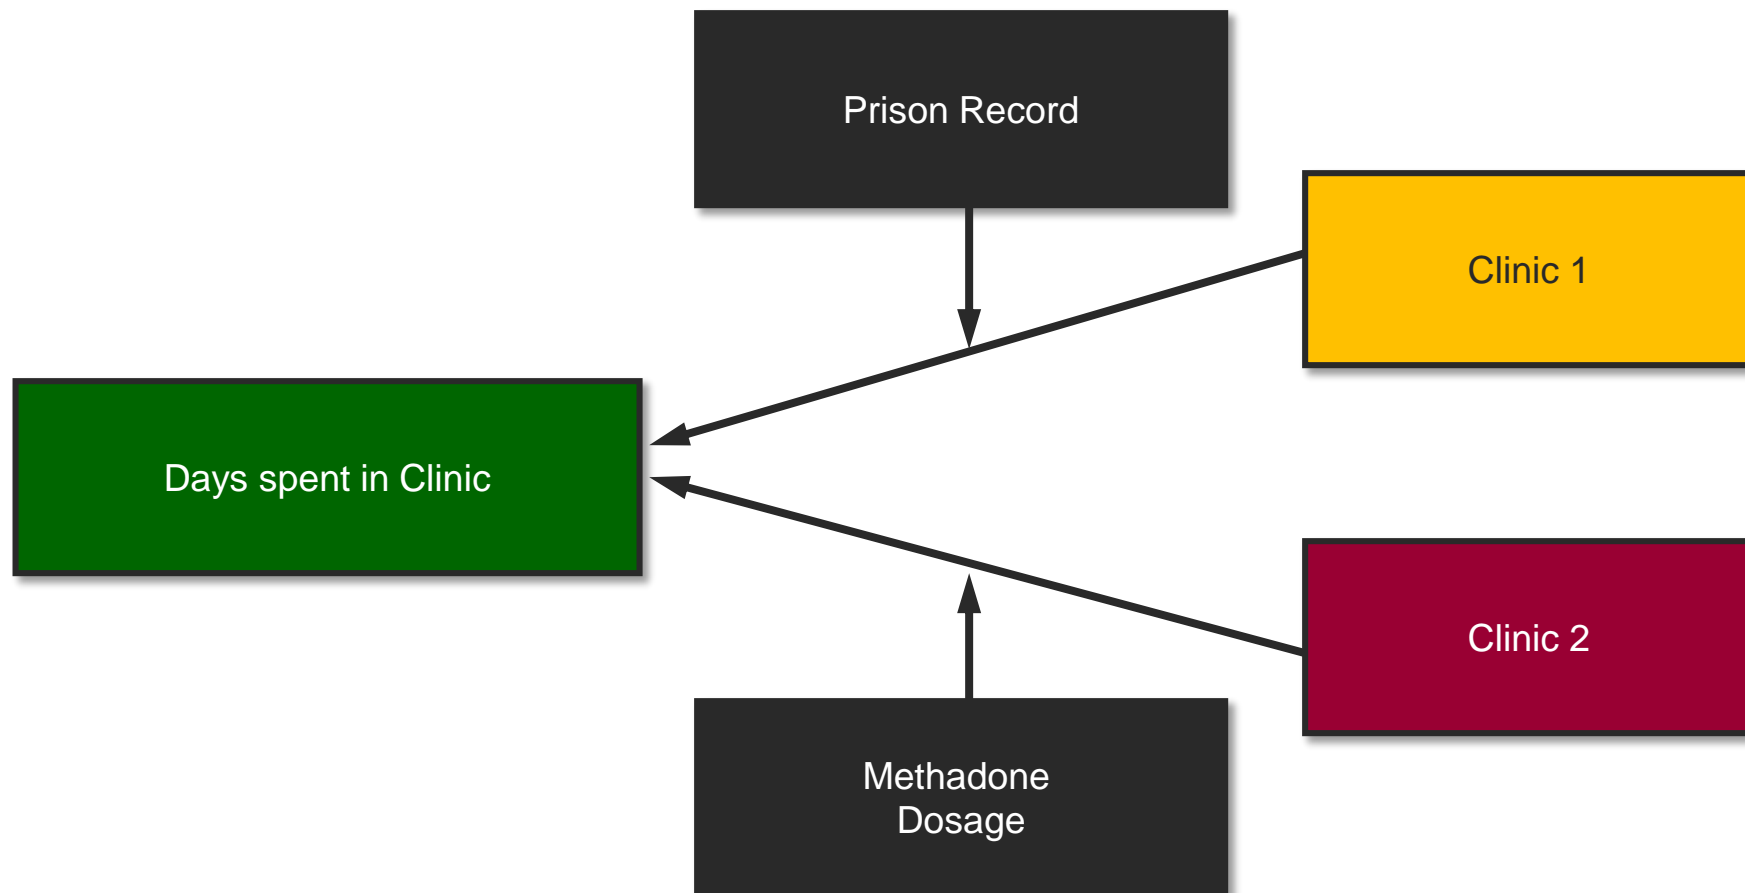 Prison Record
Clinic 1
Days spent in Clinic
Clinic 2
Methadone
Dosage